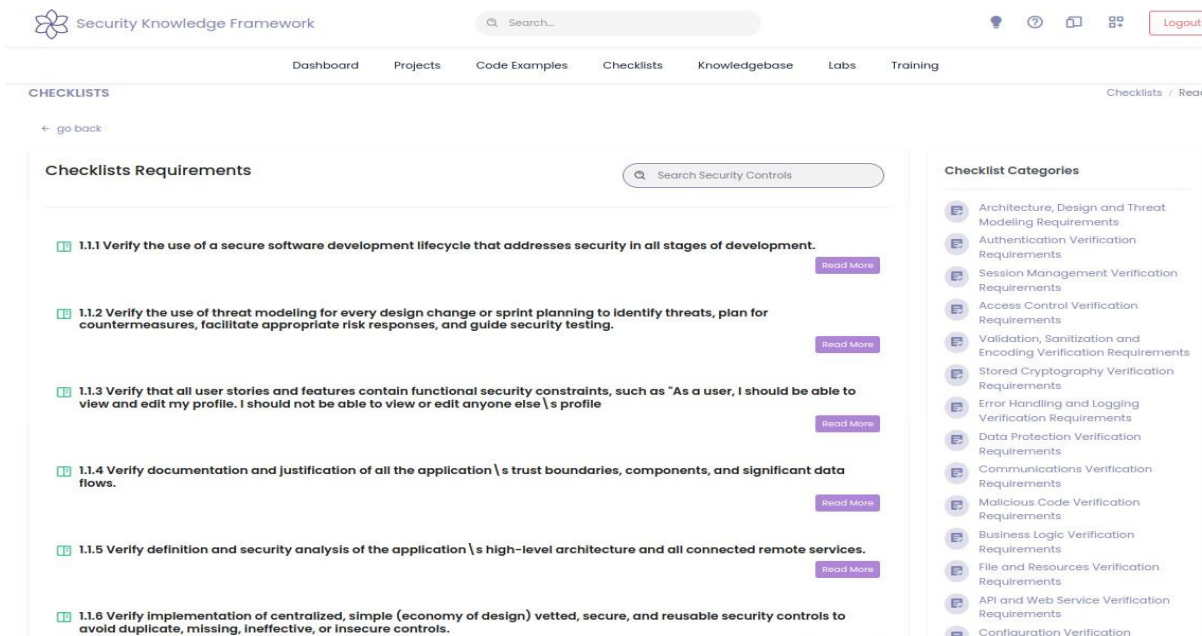 Security Knowledge Framework
Search...
Logout
Dashboard Projects Code Examples Checklists Knowledgebase Labs Training
CHECKLISTS
Checklists / Read
← go back
Checklists Requirements
Search Security Controls
1.1.1 Verify the use of a secure software development lifecycle that addresses security in all stages of development.
Read More
1.1.2 Verify the use of threat modeling for every design change or sprint planning to identify threats, plan for
countermeasures, facilitate appropriate risk responses, and guide security testing.
Read More
1.1.3 Verify that all user stories and features contain functional security constraints, such as "As a user, I should be able to
view and edit my profile. I should not be able to view or edit anyone else\s profile
Read More
1.1.4 Verify documentation and justification of all the application\s trust boundaries, components, and significant data
flows.
Read More
1.1.5 Verify definition and security analysis of the application\s high-level architecture and all connected remote services.
Read More
1.1.6 Verify implementation of centralized, simple (economy of design) vetted, secure, and reusable security controls to
avoid duplicate, missing, ineffective, or insecure controls.
Checklist Categories
Architecture, Design and Threat
Modeling Requirements
Authentication Verification
Requirements
Session Management Verification
Requirements
Access Control Verification
Requirements
Validation, Sanitization and
Encoding Verification Requirements
Stored Cryptography Verification
Requirements
Error Handling and Logging
Verification Requirements
Data Protection Verification
Requirements
Communications Verification
Requirements
Malicious Code Verification
Requirements
Business Logic Verification
Requirements
File and Resources Verification
Requirements
API and Web Service Verification
Requirements
Configuration Verification